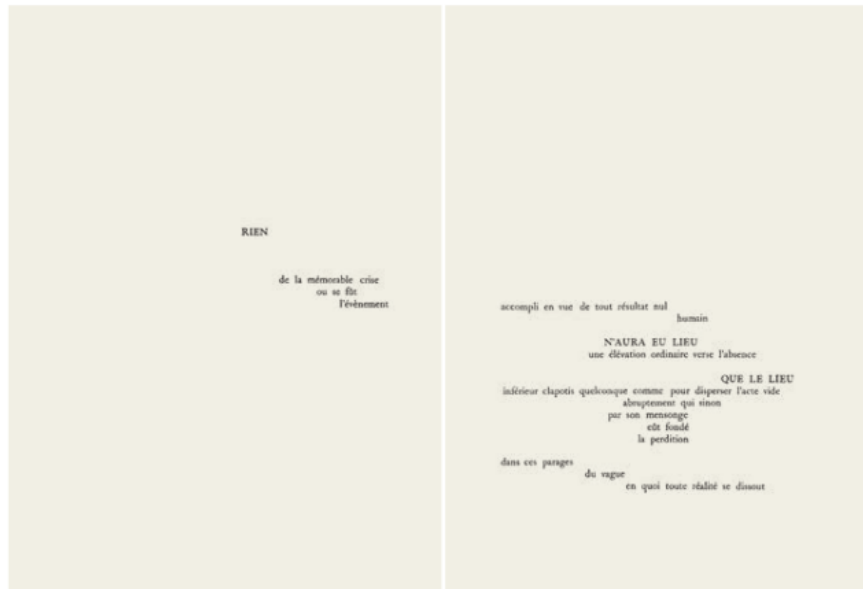 RIEN
de la mémorable crise
ou se fût
l'évènement
accompli en vue de tout résultat nul
humain
N'AURA EU LIEU
une élévation ordinaire verse l'absence
QUE LE LIEU
inférieur clapotis quelconque comme pour disperser l'acte vide
abruptement qui sinon
par son mensonge
eût fondé
la perdition
dans ces parages
du vague
en quoi toute réalité se dissout